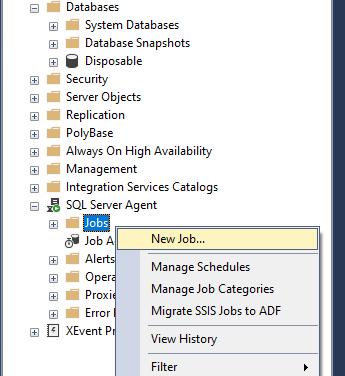 Databases
System Databases
Database Snapshots
Disposable
Security
Server Objects
Replication
PolyBase
Always On High Availability
Management
Integration Services Catalogs
SQL Server Agent
Jobs
New Job...
Job A
Manage Schedules
Alerts
Manage Job Categories
Opera
Migrate SSIS Jobs to ADF
Proxie
Error
View History
XEvent Pr
Filter